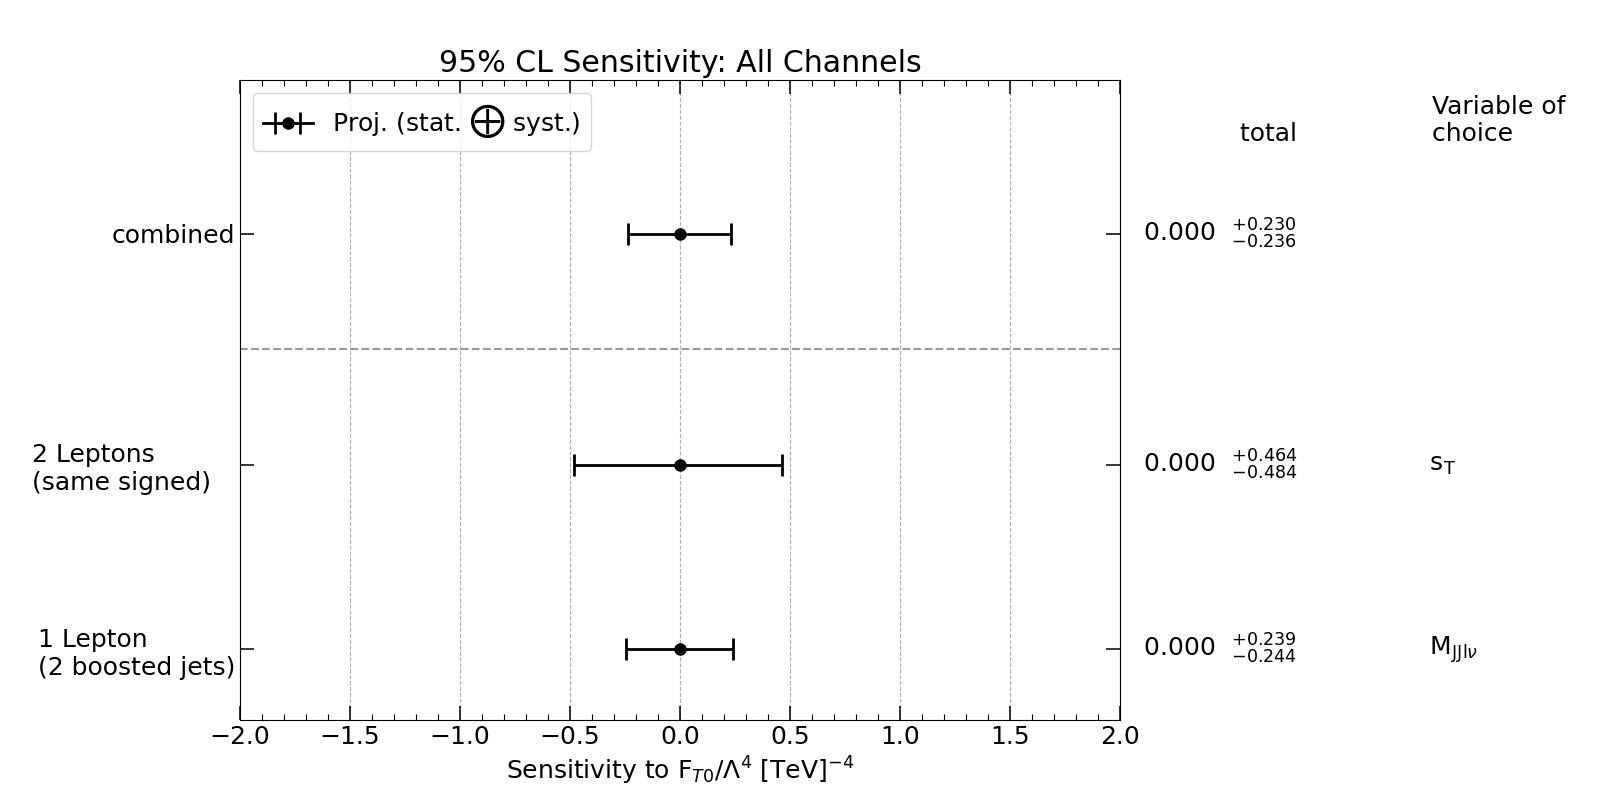 95% CL Sensitivity: All Channels
Proj. (stat. ⊕ syst.)
total
Variable of
choice
combined
0.000 +0.230 −0.236
2 Leptons
(same signed)
0.000 +0.464 −0.484
s_T
1 Lepton
(2 boosted jets)
0.000 +0.239 −0.244
M_JJlν
−2.0 −1.5 −1.0 −0.5 0.0 0.5 1.0 1.5 2.0
Sensitivity to F_T0/Λ⁴ [TeV]⁻⁴